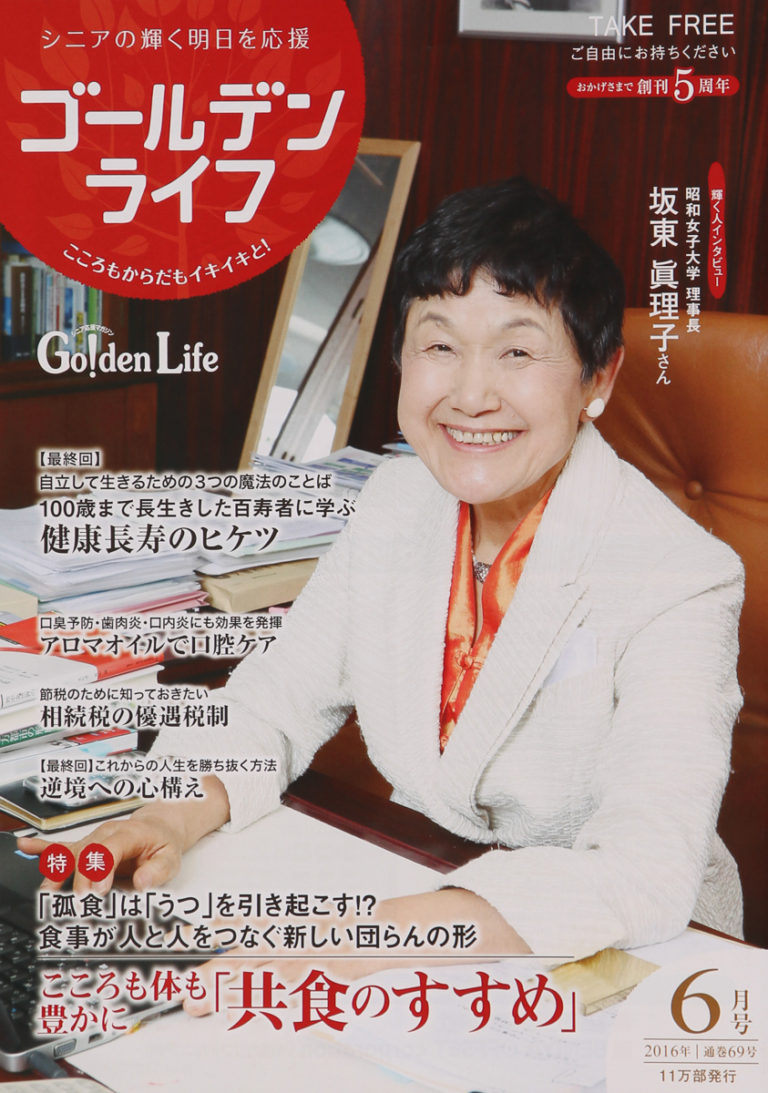 シニアの輝く明日を応援
ゴールデン
ライフ
こころもからだもイキイキと!
シニア応援マガジン
Go!den Life
TAKE FREE
ご自由にお持ちください
おかげさまで 創刊5周年
輝く人インタビュー
昭和女子大学 理事長
坂東 眞理子さん
【最終回】
自立して生きるための3つの魔法のことば
100歳まで長生きした百寿者に学ぶ
健康長寿のヒケツ
口臭予防・歯肉炎・口内炎にも効果を発揮
アロマオイルで口腔ケア
節税のために知っておきたい
相続税の優遇税制
【最終回】これからの人生を勝ち抜く方法
逆境への心構え
特集
「孤食」は「うつ」を引き起こす!?
食事が人と人をつなぐ新しい団らんの形
こころも体も
豊かに
「共食のすすめ」
6月号
2016年|通巻69号
11万部発行